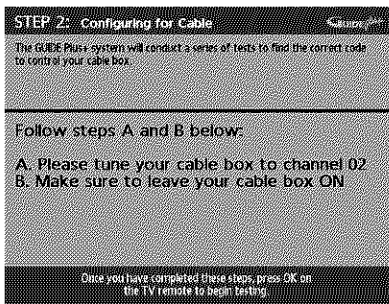 STEP 2: Configuring for Cable
GUIDE Plus+
The GUIDE Plus+ system will conduct a series of tests to find the correct code
to control your cable box.
Follow steps A and B below:
A. Please tune your cable box to channel 02
B. Make sure to leave your cable box ON
Once you have completed these steps, press OK on
the TV remote to begin testing.